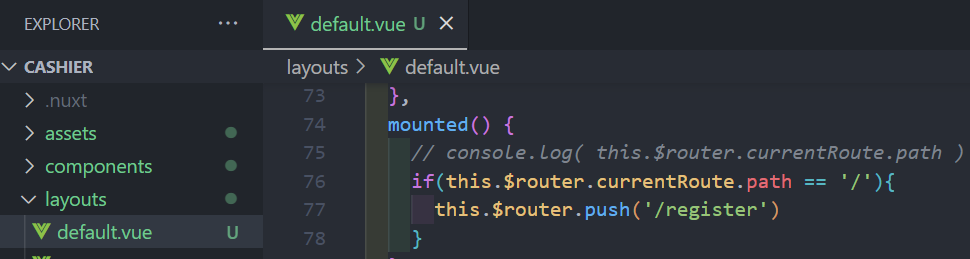 EXPLORER ...
default.vue U
CASHIER
.nuxt
assets
components
layouts
default.vue U
layouts > default.vue
73 },
74 mounted() {
75 // console.log( this.$router.currentRoute.path )
76 if(this.$router.currentRoute.path == '/'){
77 this.$router.push('/register')
78 }